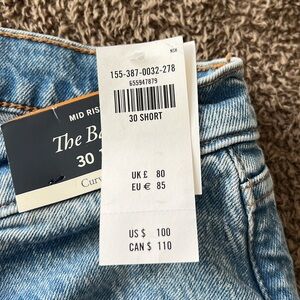 NSH
155-387-0032-278
655947879
30 SHORT
UK £ 80
EU € 85
US $ 100
CAN $ 110
MID RIS
The Ba
30
Curv